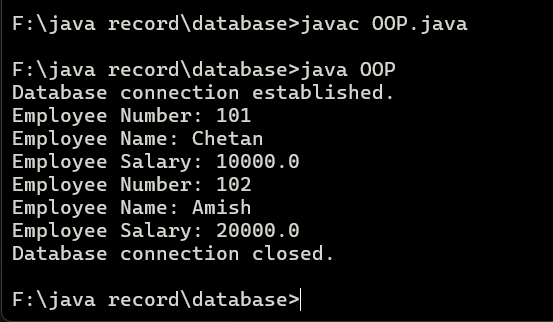 F:\java record\database>javac OOP.java
F:\java record\database>java OOP
Database connection established.
Employee Number: 101
Employee Name: Chetan
Employee Salary: 10000.0
Employee Number: 102
Employee Name: Amish
Employee Salary: 20000.0
Database connection closed.
F:\java record\database>